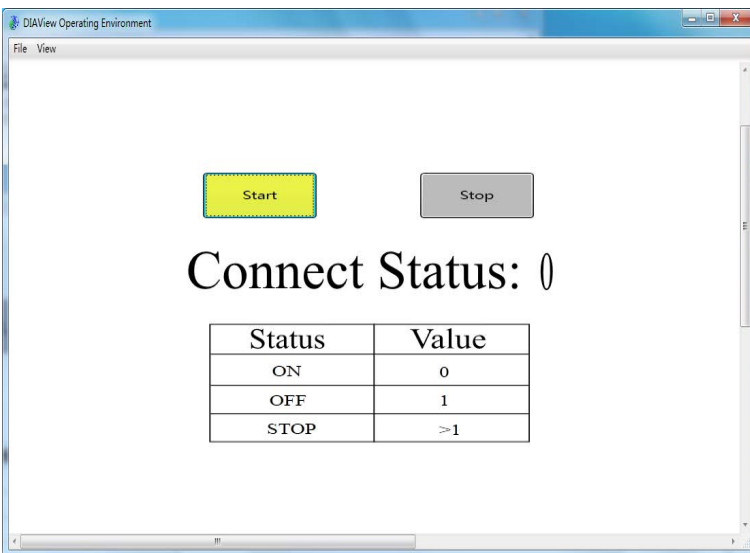 DIAView Operating Environment
File View
Start Stop
Connect Status: 0
Status Value
ON 0
OFF 1
STOP >1